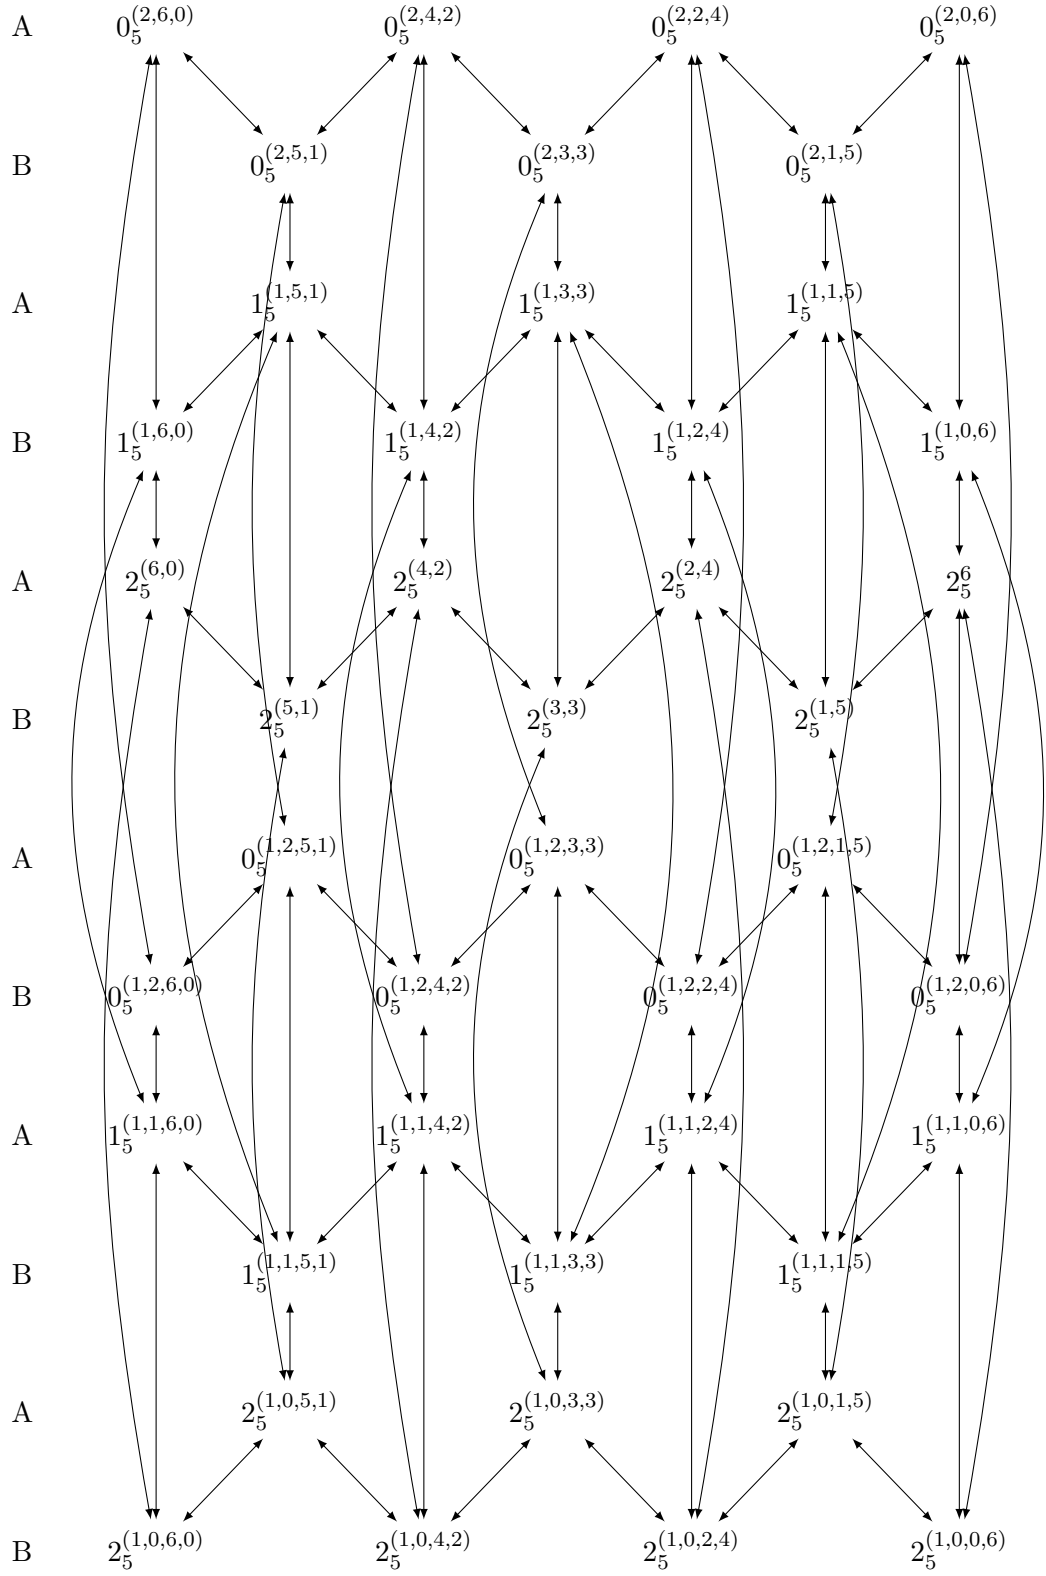 A 0_5^{(2,6,0)} 0_5^{(2,4,2)} 0_5^{(2,2,4)} 0_5^{(2,0,6)}
B 0_5^{(2,5,1)} 0_5^{(2,3,3)} 0_5^{(2,1,5)}
A 1_5^{(1,5,1)} 1_5^{(1,3,3)} 1_5^{(1,1,5)}
B 1_5^{(1,6,0)} 1_5^{(1,4,2)} 1_5^{(1,2,4)} 1_5^{(1,0,6)}
A 2_5^{(6,0)} 2_5^{(4,2)} 2_5^{(2,4)} 2_5^6
B 2_5^{(5,1)} 2_5^{(3,3)} 2_5^{(1,5)}
A 0_5^{(1,2,5,1)} 0_5^{(1,2,3,3)} 0_5^{(1,2,1,5)}
B 0_5^{(1,2,6,0)} 0_5^{(1,2,4,2)} 0_5^{(1,2,2,4)} 0_5^{(1,2,0,6)}
A 1_5^{(1,1,6,0)} 1_5^{(1,1,4,2)} 1_5^{(1,1,2,4)} 1_5^{(1,1,0,6)}
B 1_5^{(1,1,5,1)} 1_5^{(1,1,3,3)} 1_5^{(1,1,1,5)}
A 2_5^{(1,0,5,1)} 2_5^{(1,0,3,3)} 2_5^{(1,0,1,5)}
B 2_5^{(1,0,6,0)} 2_5^{(1,0,4,2)} 2_5^{(1,0,2,4)} 2_5^{(1,0,0,6)}